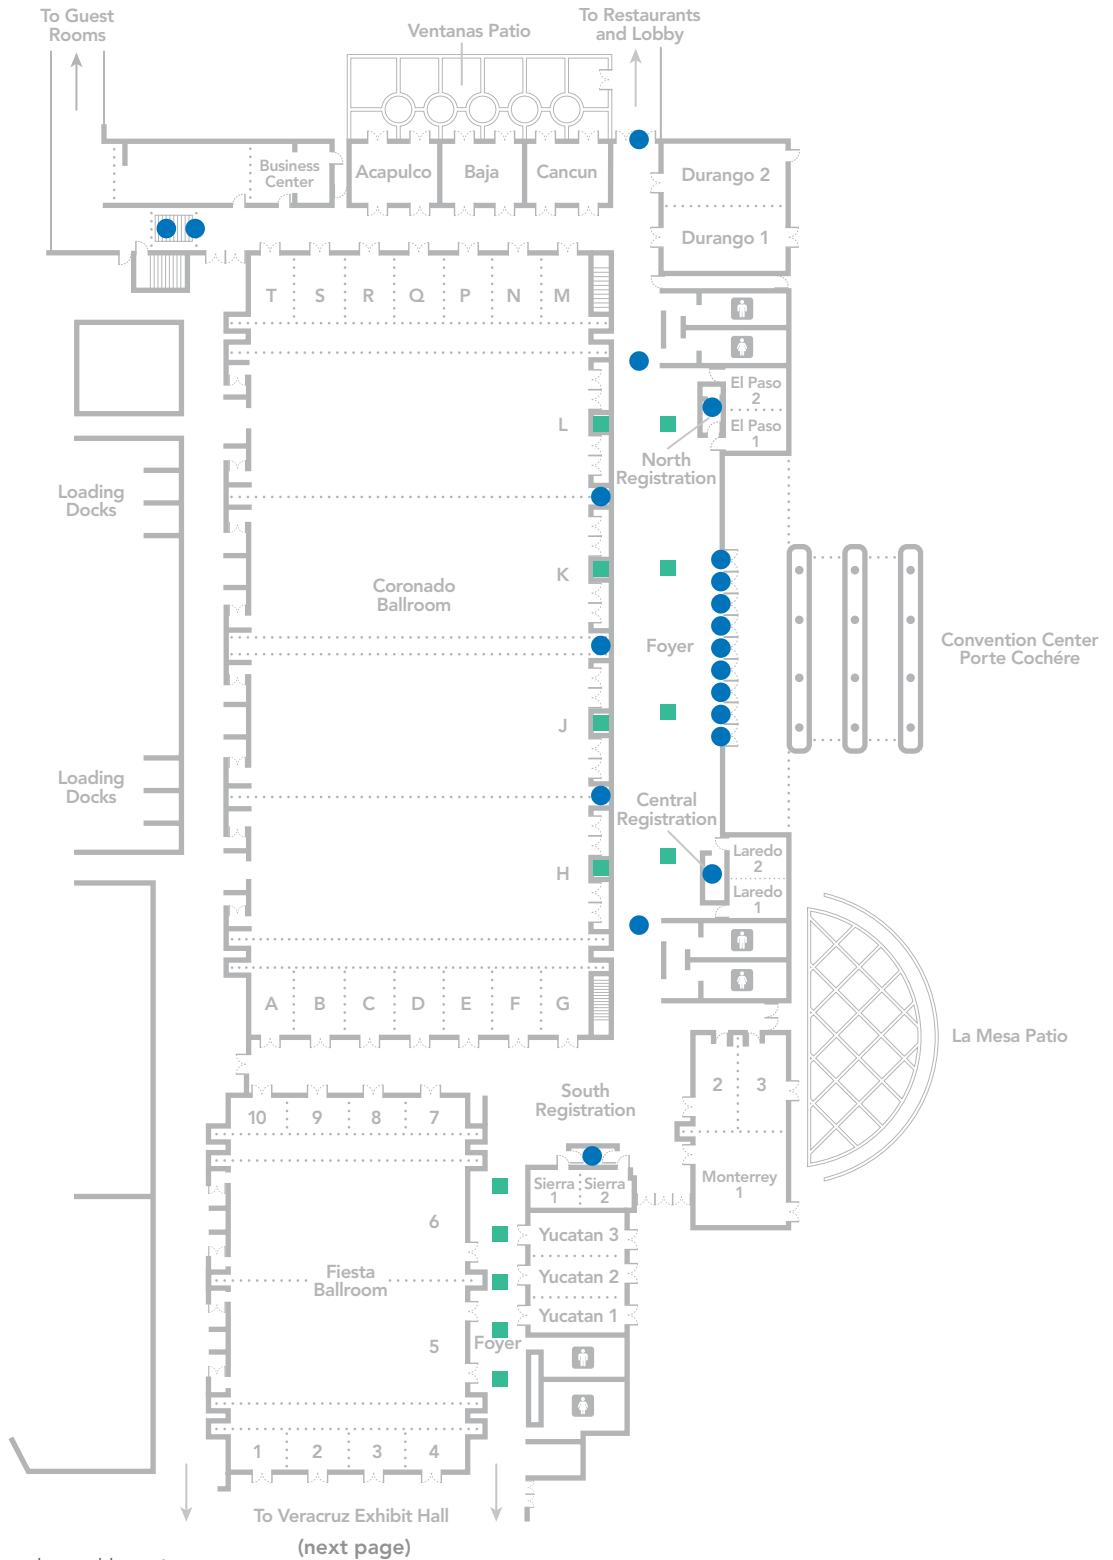 To Guest
Rooms
Ventanas Patio
To Restaurants
and Lobby
Business
Center
Acapulco
Baja
Cancun
Durango 2
Durango 1
T
S
R
Q
P
N
M
El Paso
2
El Paso
1
L
North
Registration
Loading
Docks
K
Coronado
Ballroom
Foyer
Convention Center
Porte Cochére
J
Loading
Docks
Central
Registration
Laredo
2
Laredo
1
H
A
B
C
D
E
F
G
La Mesa Patio
2
3
South
Registration
10
9
8
7
Sierra
1
Sierra
2
Monterrey
1
6
Yucatan 3
Yucatan 2
Yucatan 1
Fiesta
Ballroom
5
Foyer
1
2
3
4
To Veracruz Exhibit Hall
(next page)